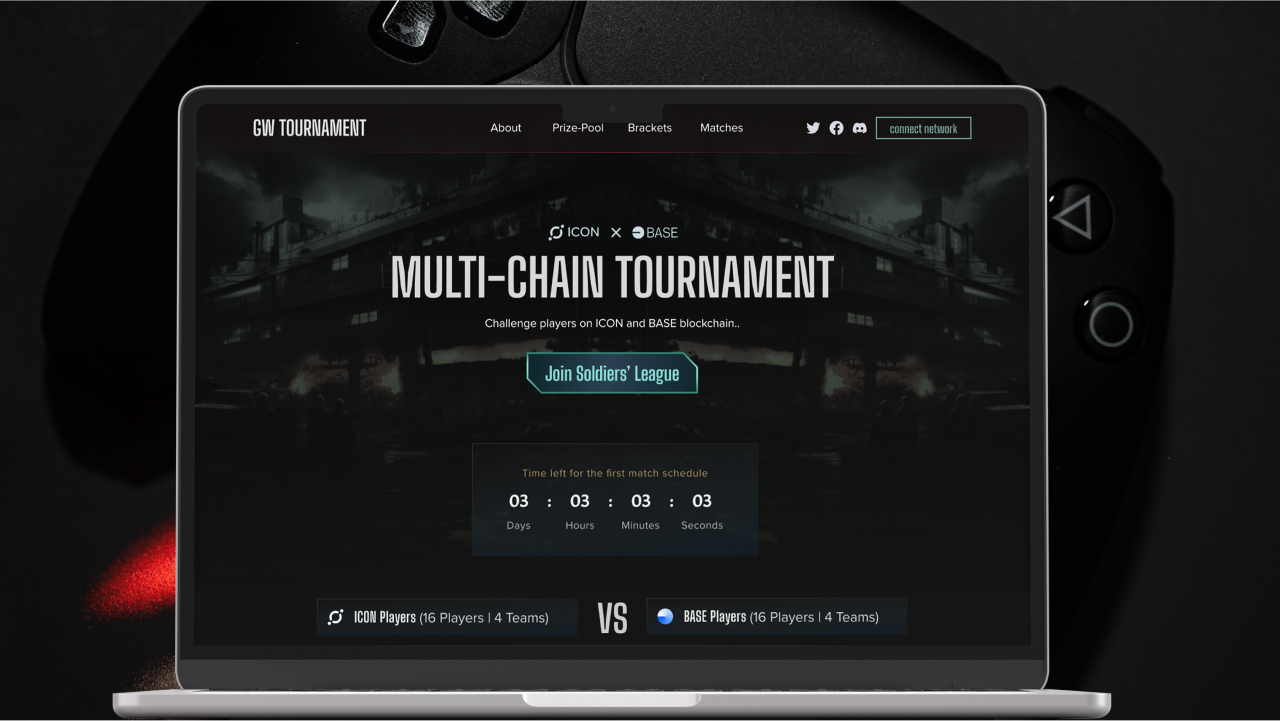 GW TOURNAMENT
About Prize-Pool Brackets Matches
connect network
ICON × BASE
MULTI-CHAIN TOURNAMENT
Challenge players on ICON and BASE blockchain..
Join Soldiers’ League
Time left for the first match schedule
03 : 03 : 03 : 03
Days Hours Minutes Seconds
ICON Players (16 Players | 4 Teams) VS BASE Players (16 Players | 4 Teams)